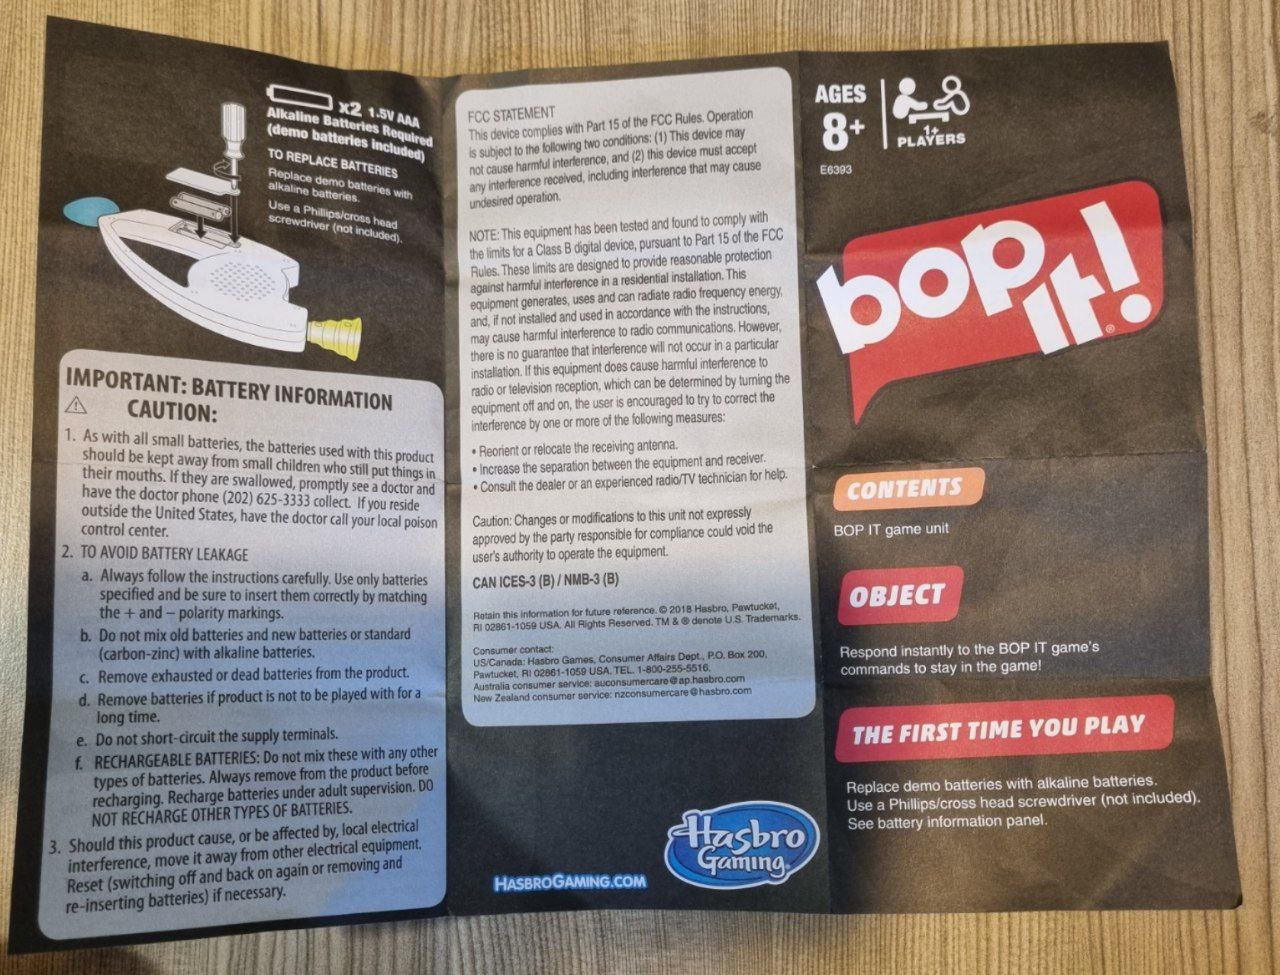 x2 1.5V AAA
Alkaline Batteries Required
(demo batteries included)
TO REPLACE BATTERIES
Replace demo batteries with
alkaline batteries.
Use a Phillips/cross head
screwdriver (not included).
IMPORTANT: BATTERY INFORMATION
CAUTION:
1. As with all small batteries, the batteries used with this product
should be kept away from small children who still put things in
their mouths. If they are swallowed, promptly see a doctor and
have the doctor phone (202) 625-3333 collect. If you reside
outside the United States, have the doctor call your local poison
control center.
2. TO AVOID BATTERY LEAKAGE
a. Always follow the instructions carefully. Use only batteries
specified and be sure to insert them correctly by matching
the + and – polarity markings.
b. Do not mix old batteries and new batteries or standard
(carbon-zinc) with alkaline batteries.
c. Remove exhausted or dead batteries from the product.
d. Remove batteries if product is not to be played with for a
long time.
e. Do not short-circuit the supply terminals.
f. RECHARGEABLE BATTERIES: Do not mix these with any other
types of batteries. Always remove from the product before
recharging. Recharge batteries under adult supervision. DO
NOT RECHARGE OTHER TYPES OF BATTERIES.
3. Should this product cause, or be affected by, local electrical
interference, move it away from other electrical equipment.
Reset (switching off and back on again or removing and
re-inserting batteries) if necessary.
FCC STATEMENT
This device complies with Part 15 of the FCC Rules. Operation
is subject to the following two conditions: (1) This device may
not cause harmful interference, and (2) this device must accept
any interference received, including interference that may cause
undesired operation.
NOTE: This equipment has been tested and found to comply with
the limits for a Class B digital device, pursuant to Part 15 of the FCC
Rules. These limits are designed to provide reasonable protection
against harmful interference in a residential installation. This
equipment generates, uses and can radiate radio frequency energy,
and, if not installed and used in accordance with the instructions,
may cause harmful interference to radio communications. However,
there is no guarantee that interference will not occur in a particular
installation. If this equipment does cause harmful interference to
radio or television reception, which can be determined by turning the
equipment off and on, the user is encouraged to try to correct the
interference by one or more of the following measures:
• Reorient or relocate the receiving antenna.
• Increase the separation between the equipment and receiver.
• Consult the dealer or an experienced radio/TV technician for help.
Caution: Changes or modifications to this unit not expressly
approved by the party responsible for compliance could void the
user's authority to operate the equipment.
CAN ICES-3 (B) / NMB-3 (B)
Retain this information for future reference. © 2018 Hasbro, Pawtucket,
RI 02861-1059 USA. All Rights Reserved. TM & ® denote U.S. Trademarks.
Consumer contact:
US/Canada: Hasbro Games, Consumer Affairs Dept., P.O. Box 200,
Pawtucket, RI 02861-1059 USA. TEL. 1-800-255-5516.
Australia consumer service: auconsumercare@ap.hasbro.com
New Zealand consumer service: nzconsumercare@hasbro.com
HASBROGAMING.COM
Hasbro
Gaming®
AGES
8+
1+
PLAYERS
E6393
bop
it!®
CONTENTS
BOP IT game unit
OBJECT
Respond instantly to the BOP IT game's
commands to stay in the game!
THE FIRST TIME YOU PLAY
Replace demo batteries with alkaline batteries.
Use a Phillips/cross head screwdriver (not included).
See battery information panel.